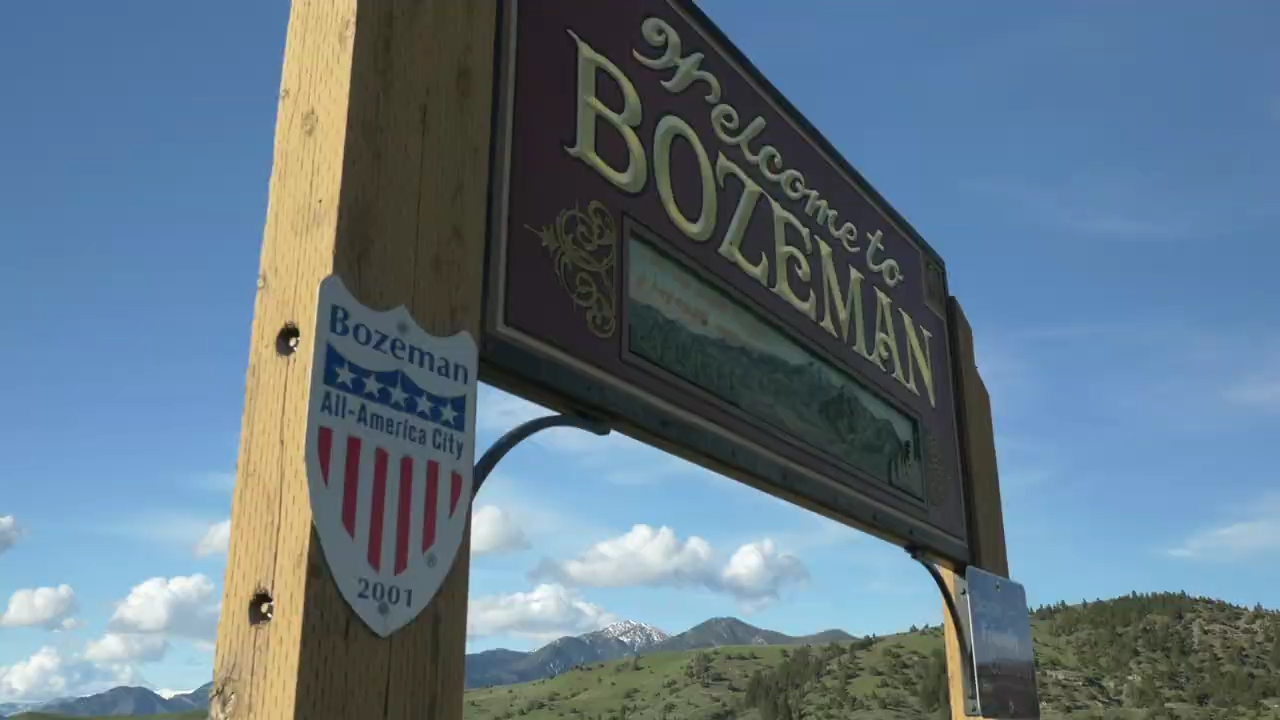 Welcome to
BOZEMAN
Bozeman
All-America City
®
2001